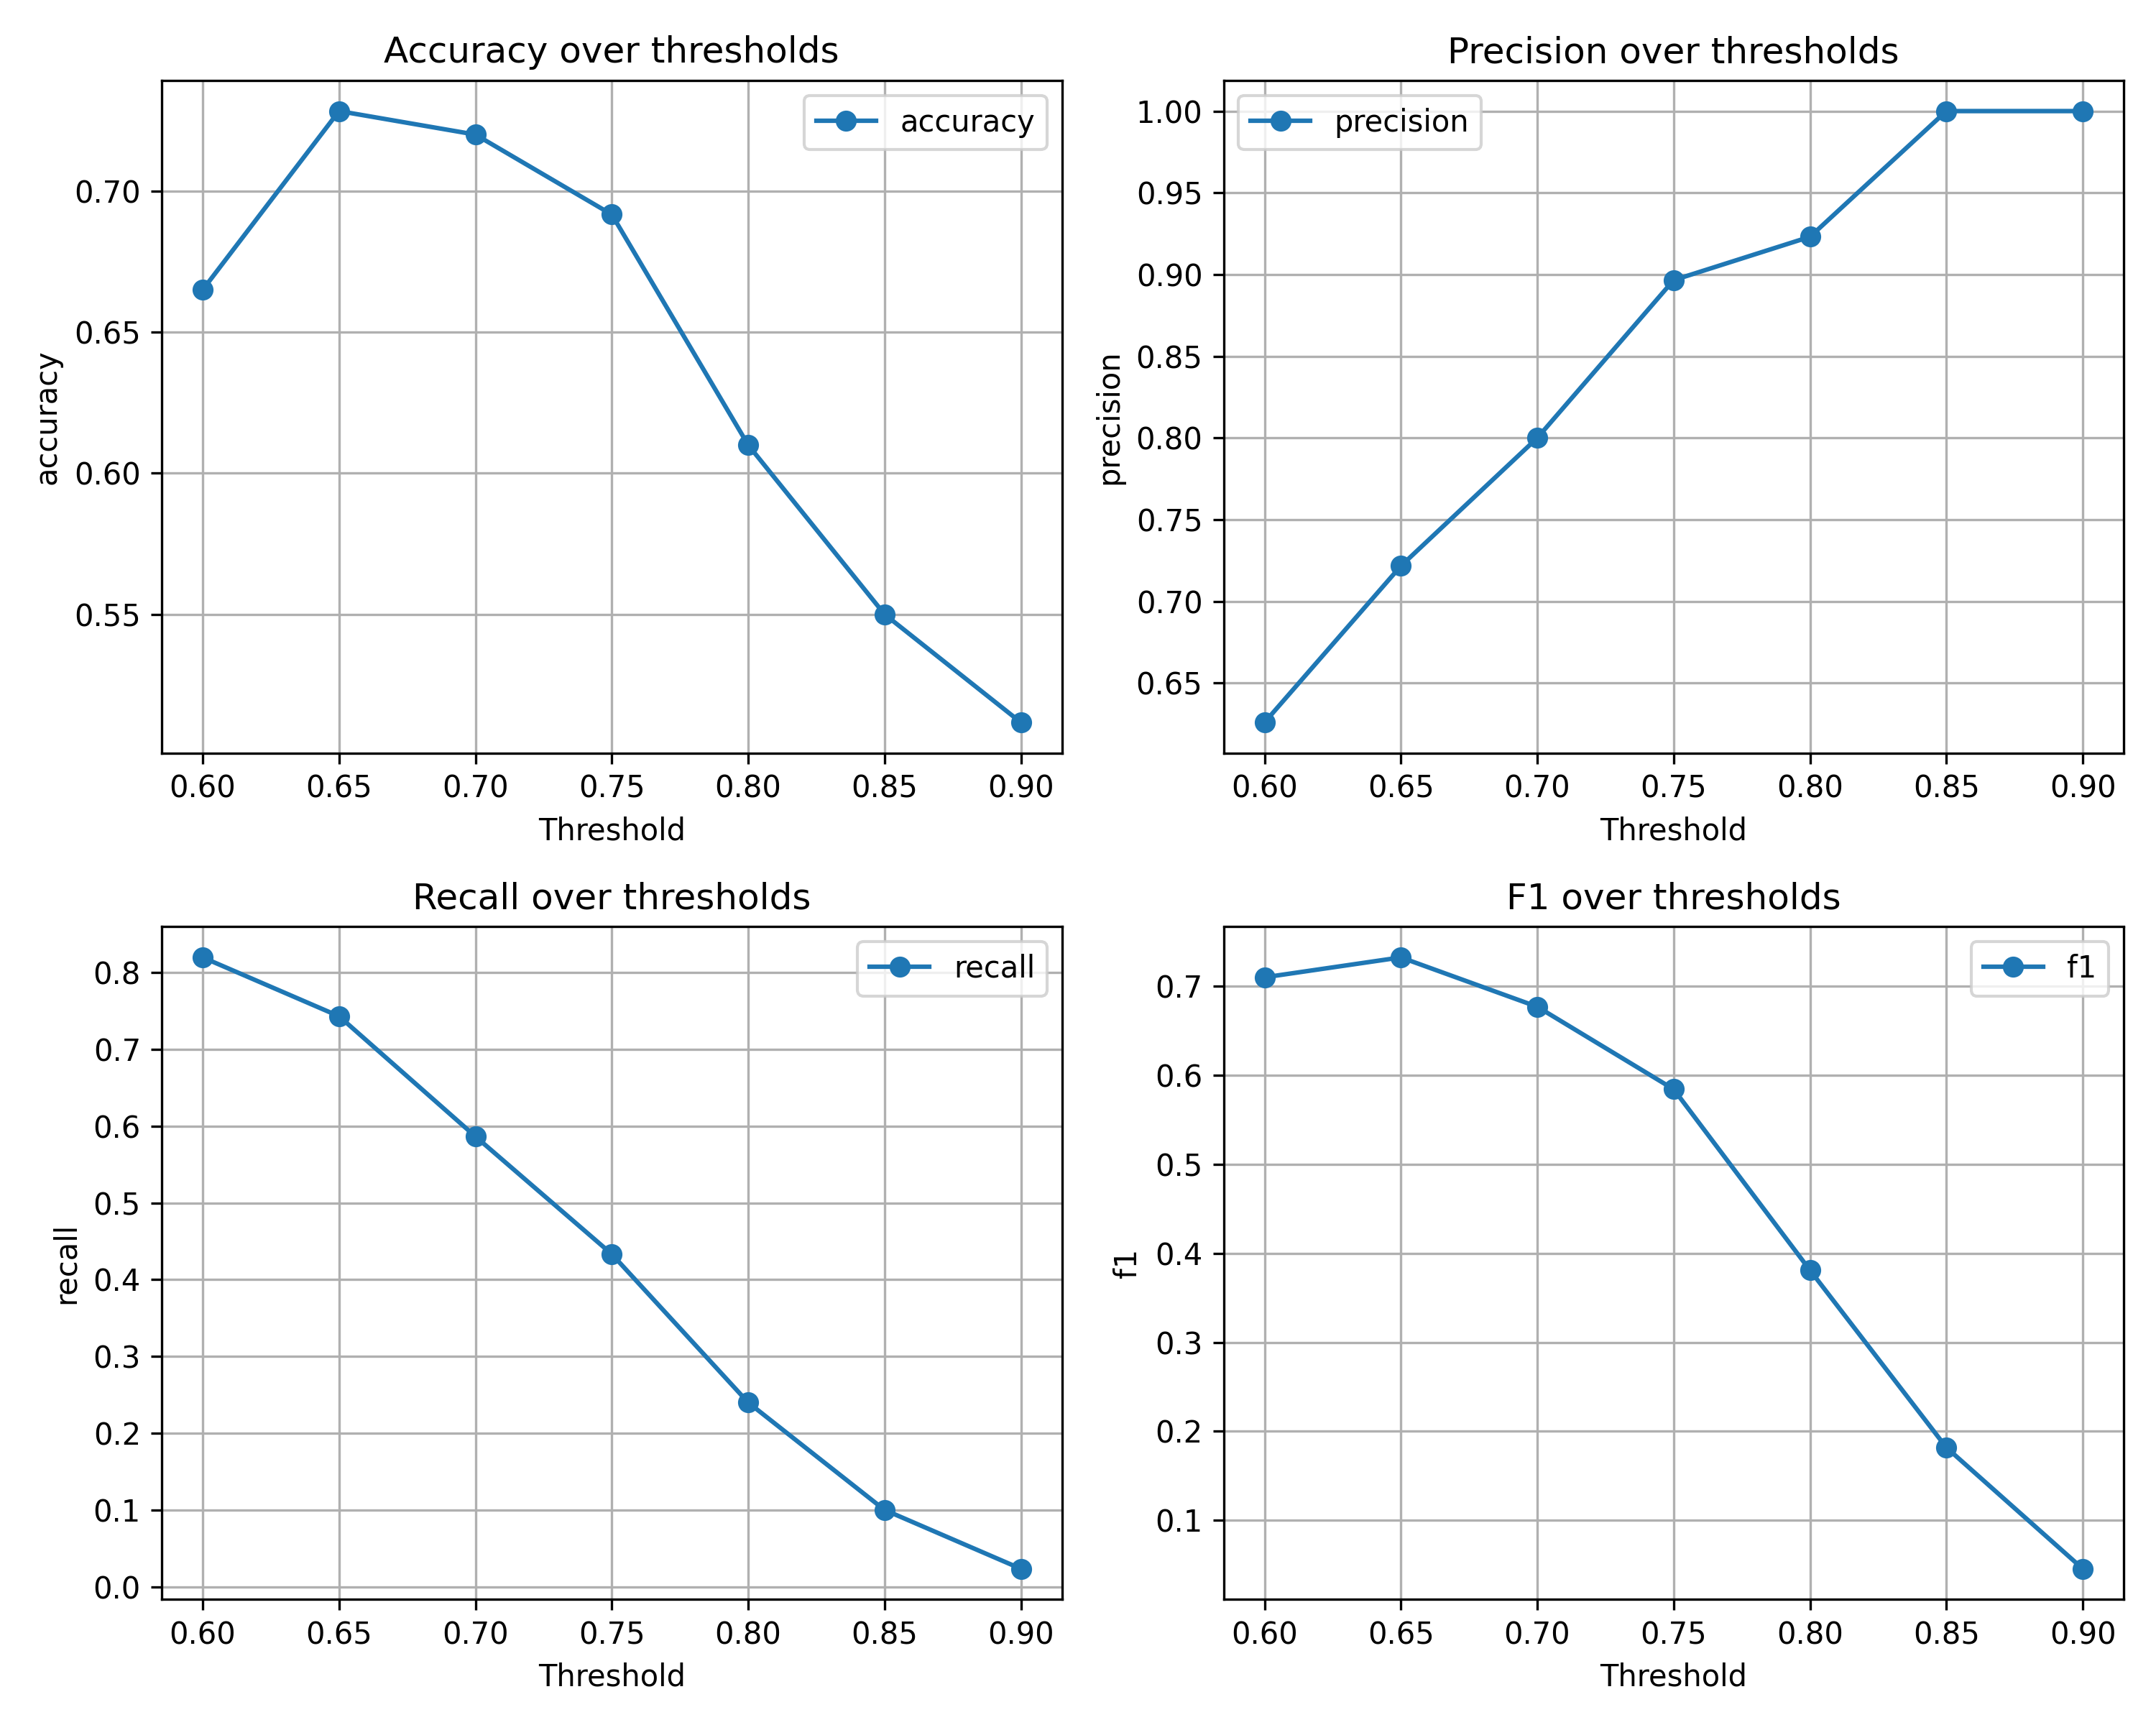 Accuracy over thresholds
accuracy
accuracy
0.70
0.65
0.60
0.55
0.60 0.65 0.70 0.75 0.80 0.85 0.90
Threshold
Precision over thresholds
precision
precision
1.00
0.95
0.90
0.85
0.80
0.75
0.70
0.65
0.60 0.65 0.70 0.75 0.80 0.85 0.90
Threshold
Recall over thresholds
recall
recall
0.8
0.7
0.6
0.5
0.4
0.3
0.2
0.1
0.0
0.60 0.65 0.70 0.75 0.80 0.85 0.90
Threshold
F1 over thresholds
f1
f1
0.7
0.6
0.5
0.4
0.3
0.2
0.1
0.60 0.65 0.70 0.75 0.80 0.85 0.90
Threshold